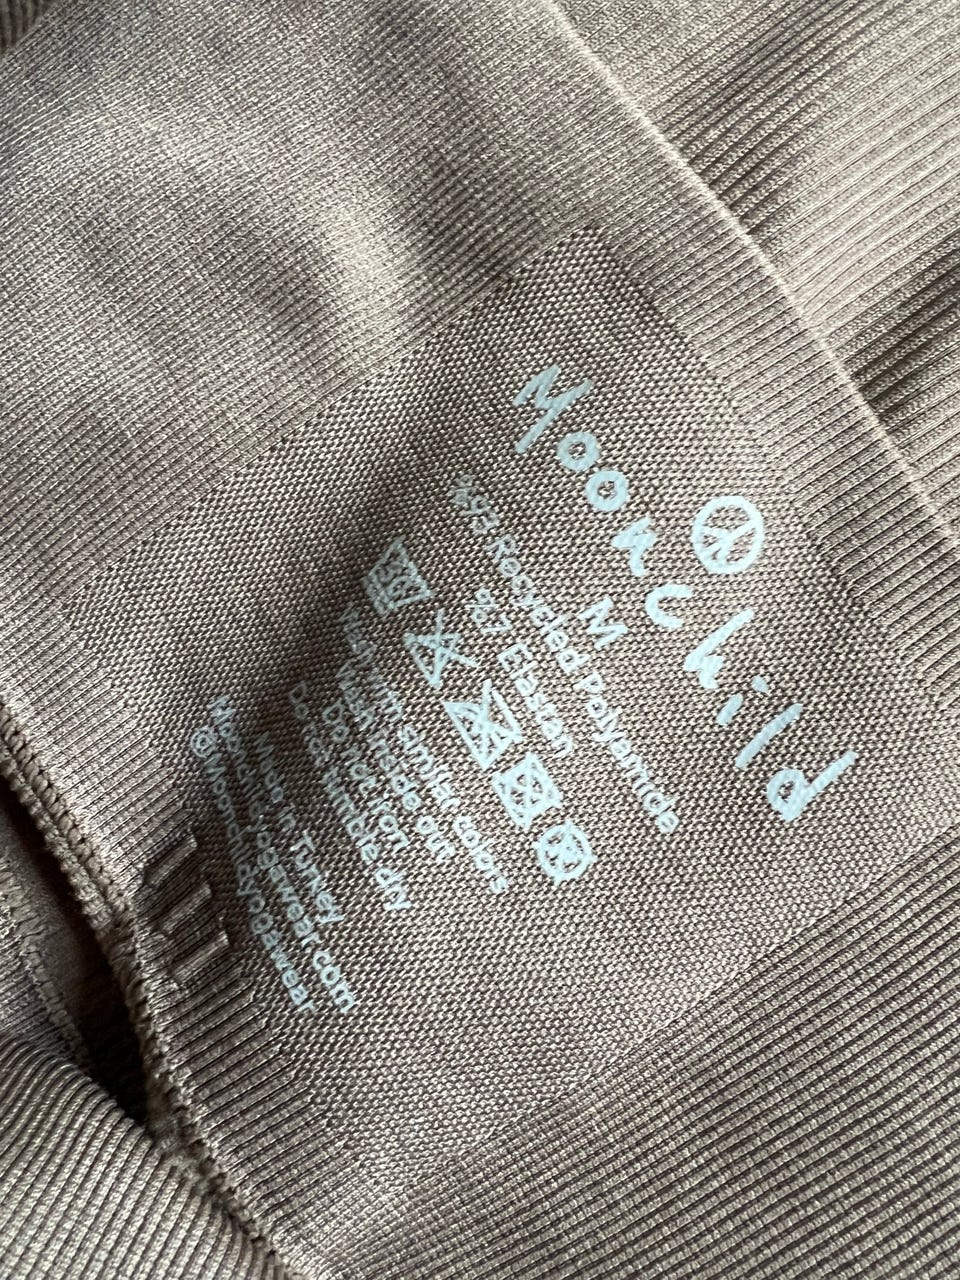 Moonchild
M
%93 Recycled Polyamide
%7 Elastan
30
Wash with similar colors
Wash inside out
Do not iron
Do not tumble dry
Made in Turkey
Moonchildyogawear.com
@Moonchildyogawear